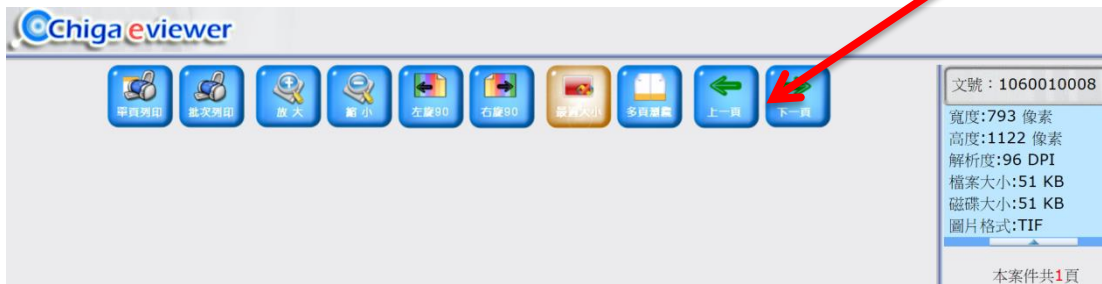 Chiga eviewer
單頁列印 批次列印 放大 縮小 左旋90 右旋90 最適大小 多頁瀏覽 上一頁 下一頁
文號：1060010008
寬度:793 像素
高度:1122 像素
解析度:96 DPI
檔案大小:51 KB
磁碟大小:51 KB
圖片格式:TIF
本案件共1頁